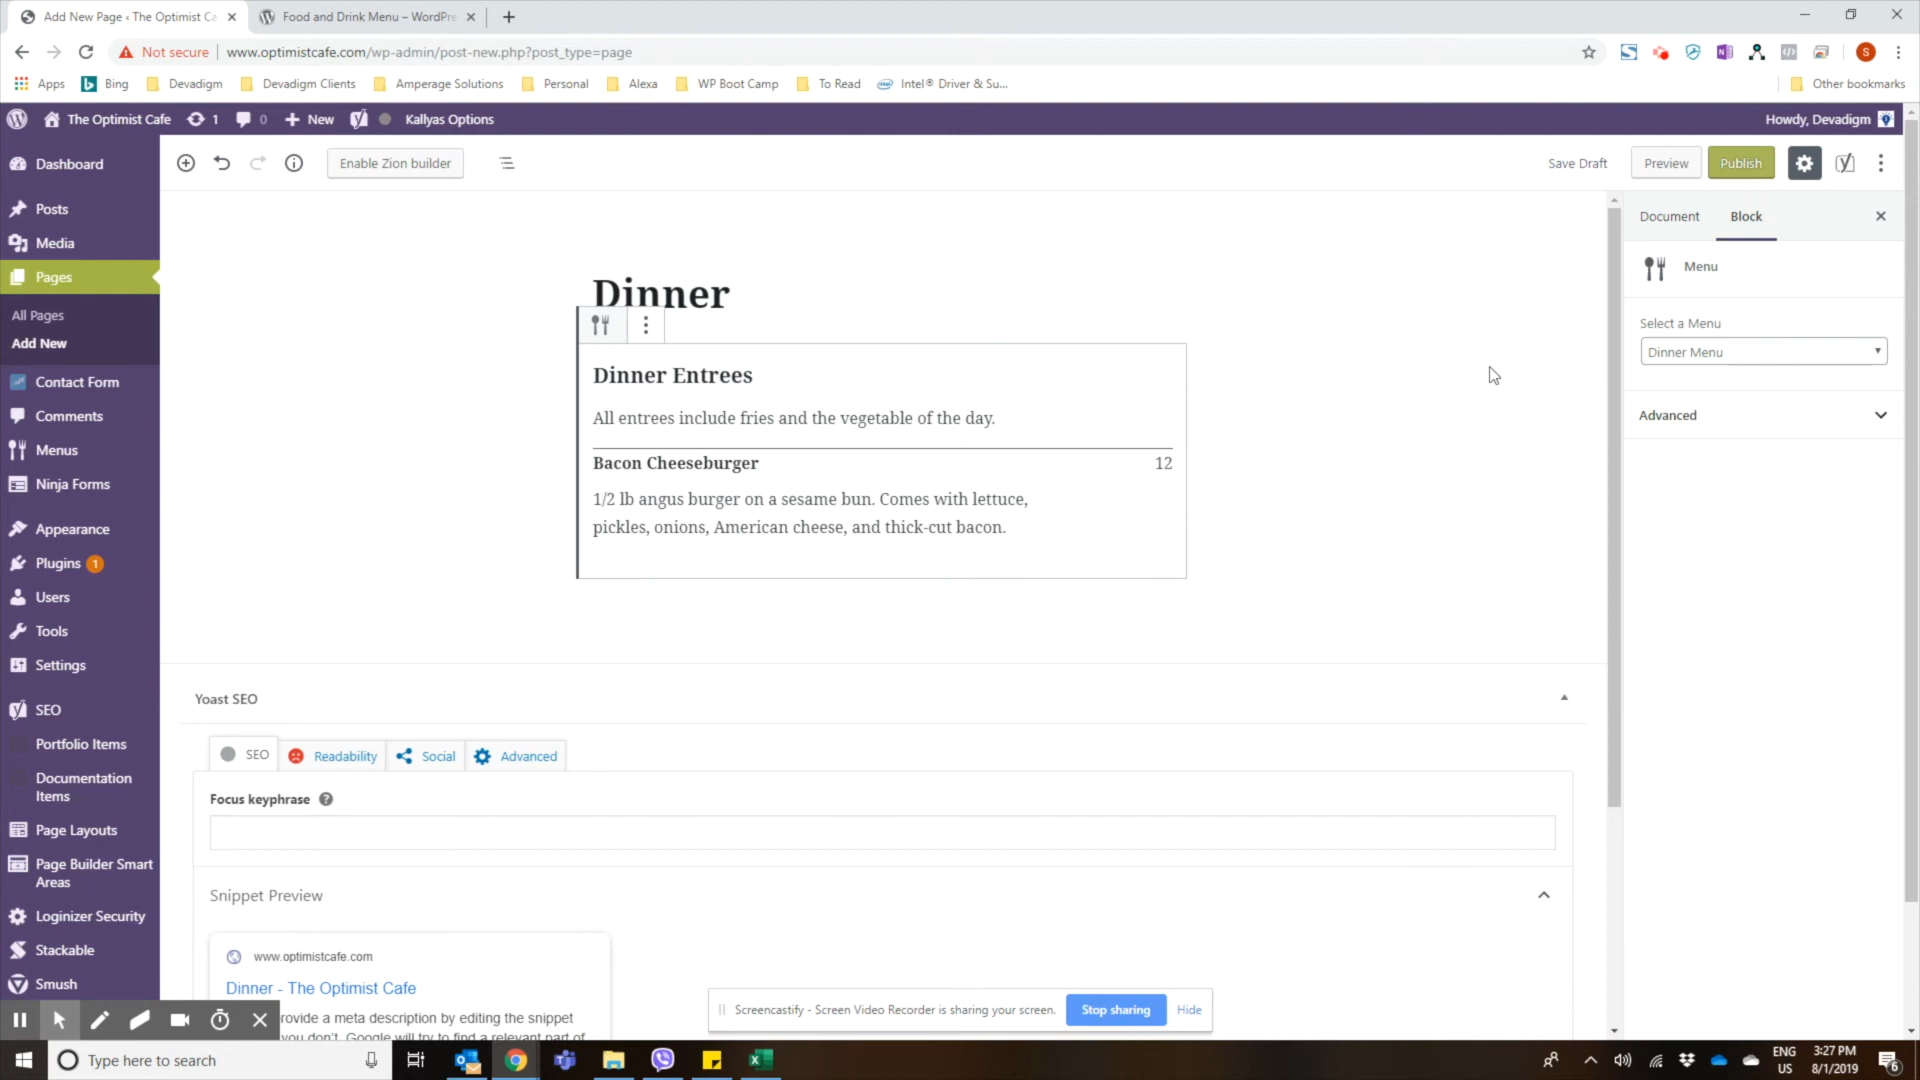 Add New Page ‹ The Optimist Ca
Food and Drink Menu – WordPre
Not secure
www.optimistcafe.com/wp-admin/post-new.php?post_type=page
Apps
Bing
Devadigm
Devadigm Clients
Amperage Solutions
Personal
Alexa
WP Boot Camp
To Read
Intel® Driver & Su...
Other bookmarks
The Optimist Cafe
1
0
New
Kallyas Options
Howdy, Devadigm
Dashboard
Posts
Media
Pages
All Pages
Add New
Contact Form
Comments
Menus
Ninja Forms
Appearance
Plugins 1
Users
Tools
Settings
SEO
Portfolio Items
Documentation
Items
Page Layouts
Page Builder Smart
Areas
Loginizer Security
Stackable
Smush
Enable Zion builder
Save Draft
Preview
Publish
Document
Block
Menu
Select a Menu
Dinner Menu
Advanced
Dinner
Dinner Entrees
All entrees include fries and the vegetable of the day.
Bacon Cheeseburger 12
1/2 lb angus burger on a sesame bun. Comes with lettuce,
pickles, onions, American cheese, and thick-cut bacon.
Yoast SEO
SEO
Readability
Social
Advanced
Focus keyphrase
Snippet Preview
www.optimistcafe.com
Dinner - The Optimist Cafe
rovide a meta description by editing the snippet
you don't, Google will try to find a relevant part of
Screencastify - Screen Video Recorder is sharing your screen.
Stop sharing
Hide
Type here to search
ENG
US
3:27 PM
8/1/2019
6